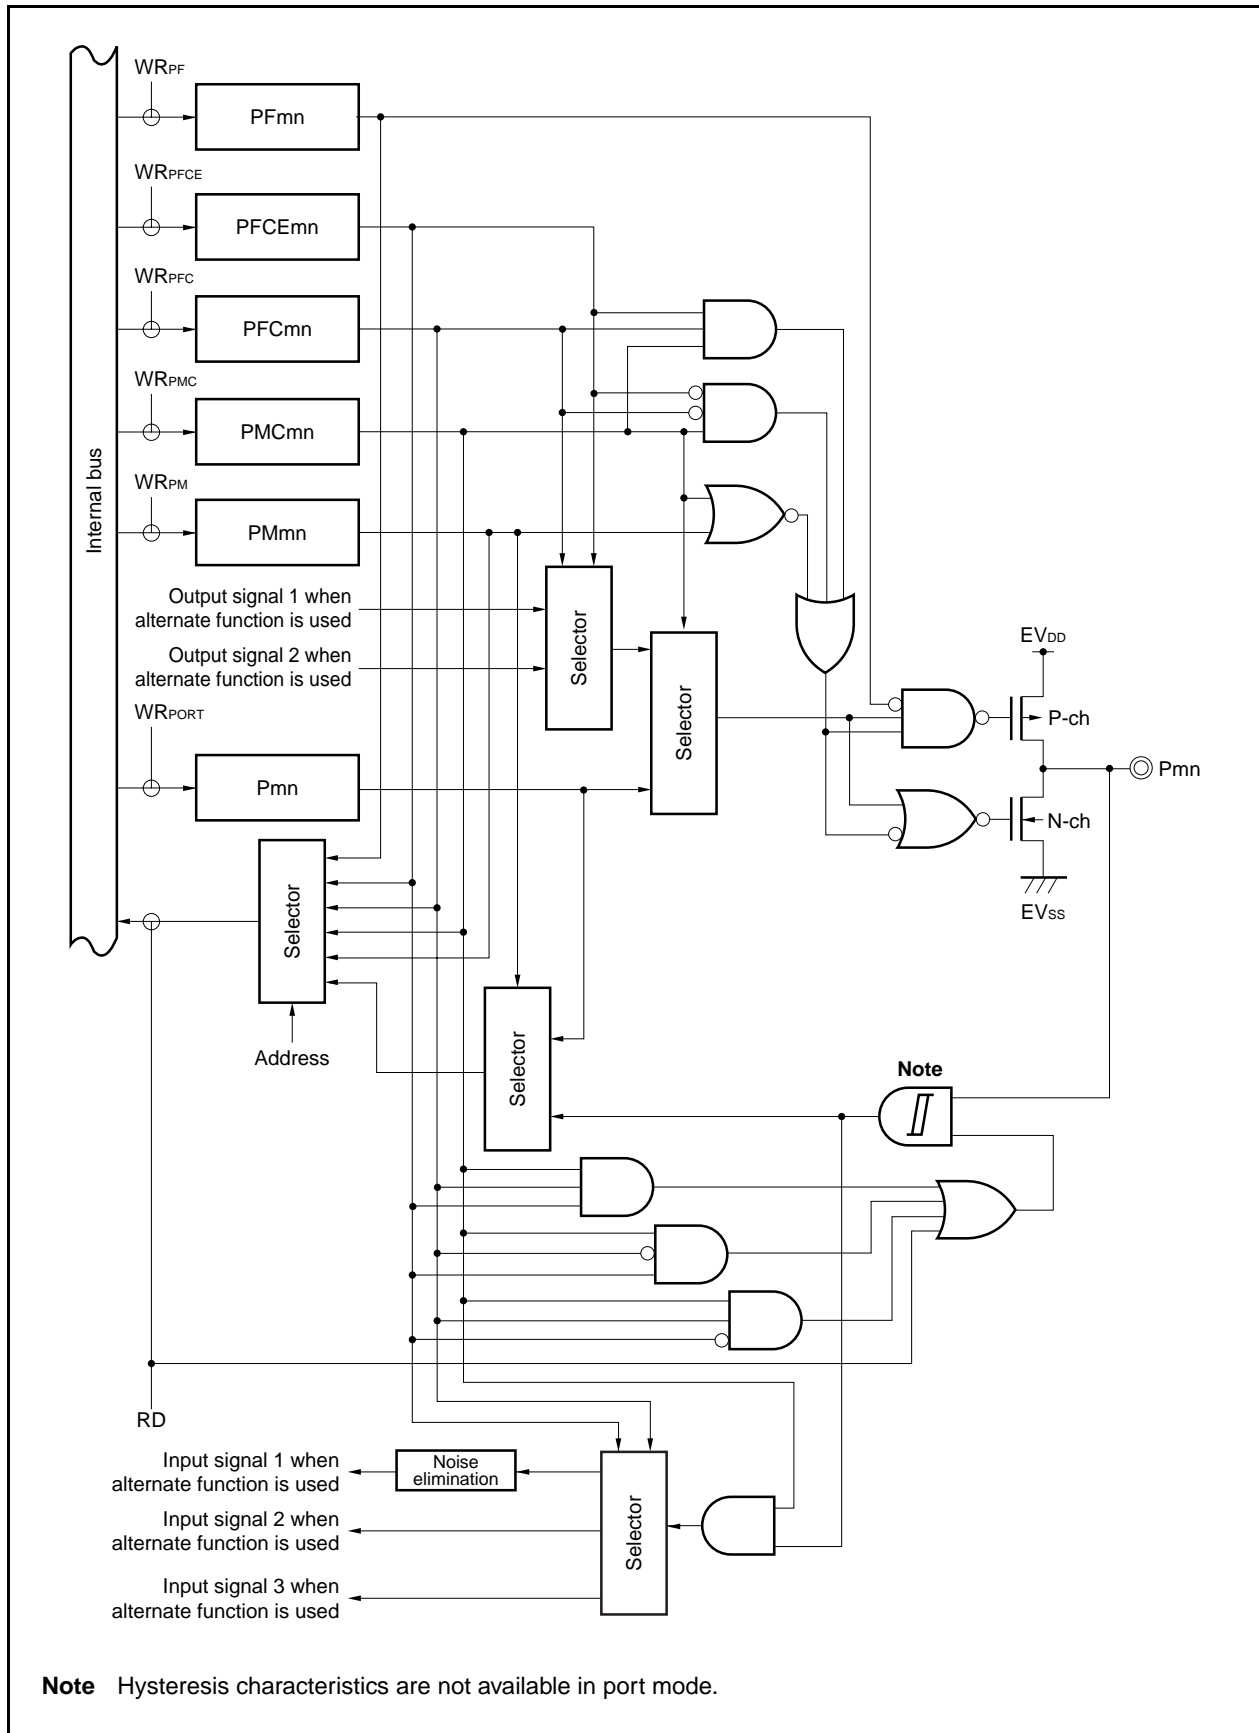 WRPF
PFmn
WRPFCE
PFCEmn
WRPFC
PFCmn
WRPMC
PMCmn
Internal bus
WRPM
PMmn
Output signal 1 when
alternate function is used
Output signal 2 when
alternate function is used
Selector
Selector
WRPORT
Pmn
EVDD
P-ch
Pmn
N-ch
EVSS
Selector
Address
Selector
Note
RD
Input signal 1 when
alternate function is used
Noise
elimination
Input signal 2 when
alternate function is used
Input signal 3 when
alternate function is used
Selector
Note Hysteresis characteristics are not available in port mode.